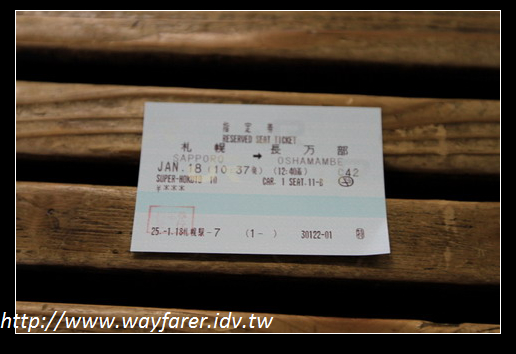 指 定 券
RESERVED SEAT TICKET
札 幌 → 長 万 部
SAPPORO OSHAMAMBE
JAN.18 (10:37発) (12:46着) C42
SUPER-HOKUTO 10 CAR. 1 SEAT.11-D
¥***
25.-1.18札幌駅-7 (1- ) 30122-01
http://www.wayfarer.idv.tw